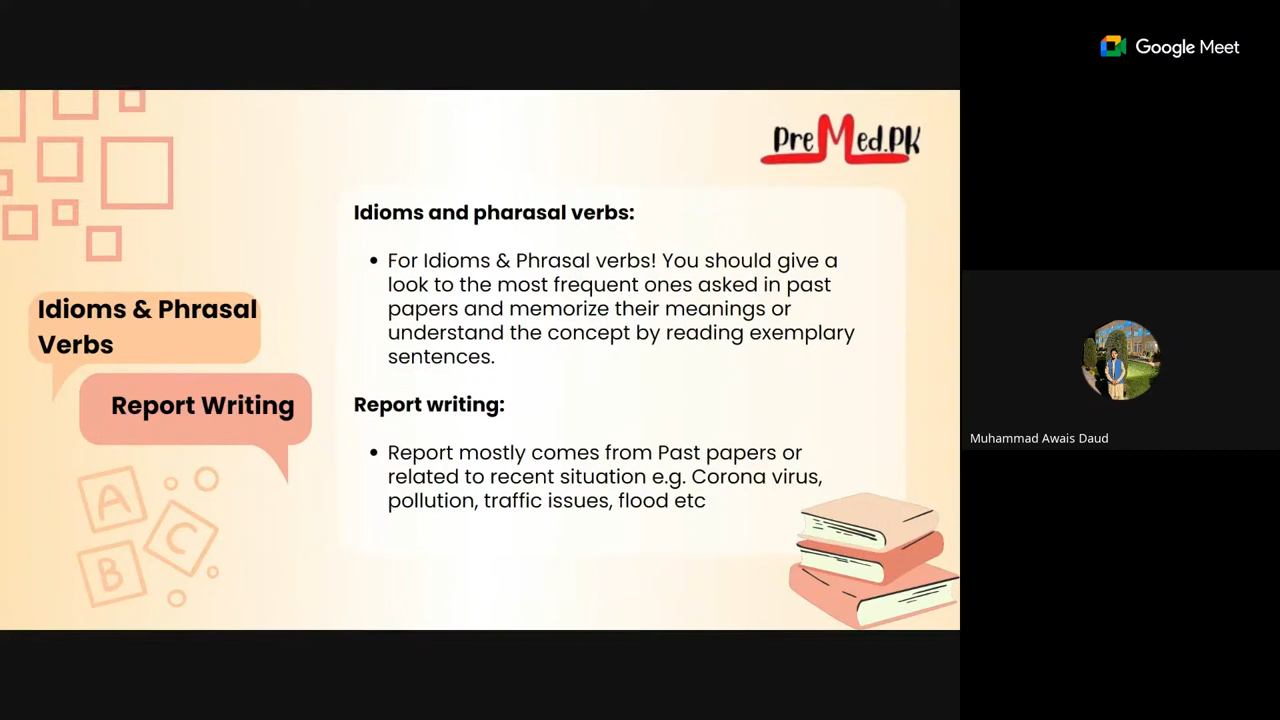 Google Meet
PreMed.PK
Idioms and pharasal verbs:
• For Idioms & Phrasal verbs! You should give a
look to the most frequent ones asked in past
papers and memorize their meanings or
understand the concept by reading exemplary
sentences.
Report writing:
• Report mostly comes from Past papers or
related to recent situation e.g. Corona virus,
pollution, traffic issues, flood etc
Idioms & Phrasal
Verbs
Report Writing
A
C
B
Muhammad Awais Daud